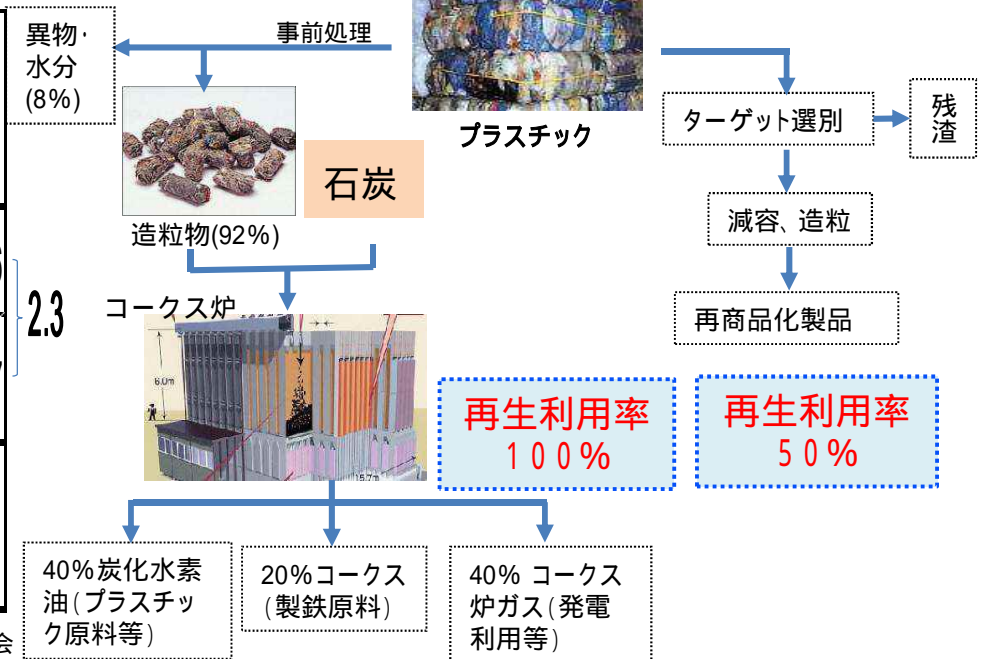 異物・
水分
(8%)
事前処理
プラスチック
ターゲット選別
残
渣
石炭
造粒物(92%)
減容、造粒
再商品化製品
2.3
コークス炉
6.0m
15.7m
再生利用率
100%
再生利用率
50%
40%炭化水素
油(プラスチッ
ク原料等)
20%コークス
(製鉄原料)
40% コークス
炉ガス(発電
利用等)
会